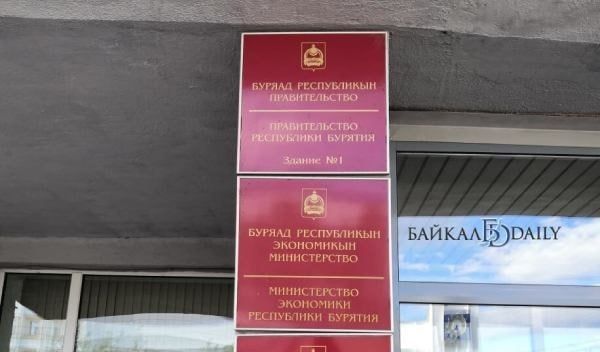 БУРЯАД РЕСПУБЛИКЫН
ПРАВИТЕЛЬСТВО
ПРАВИТЕЛЬСТВО
РЕСПУБЛИКИ БУРЯТИЯ
Здание №1
БУРЯАД РЕСПУБЛИКЫН
ЭКОНОМИКЫН
МИНИСТЕРСТВО
МИНИСТЕРСТВО
ЭКОНОМИКИ
РЕСПУБЛИКИ БУРЯТИЯ
БАЙКАЛ DAILY